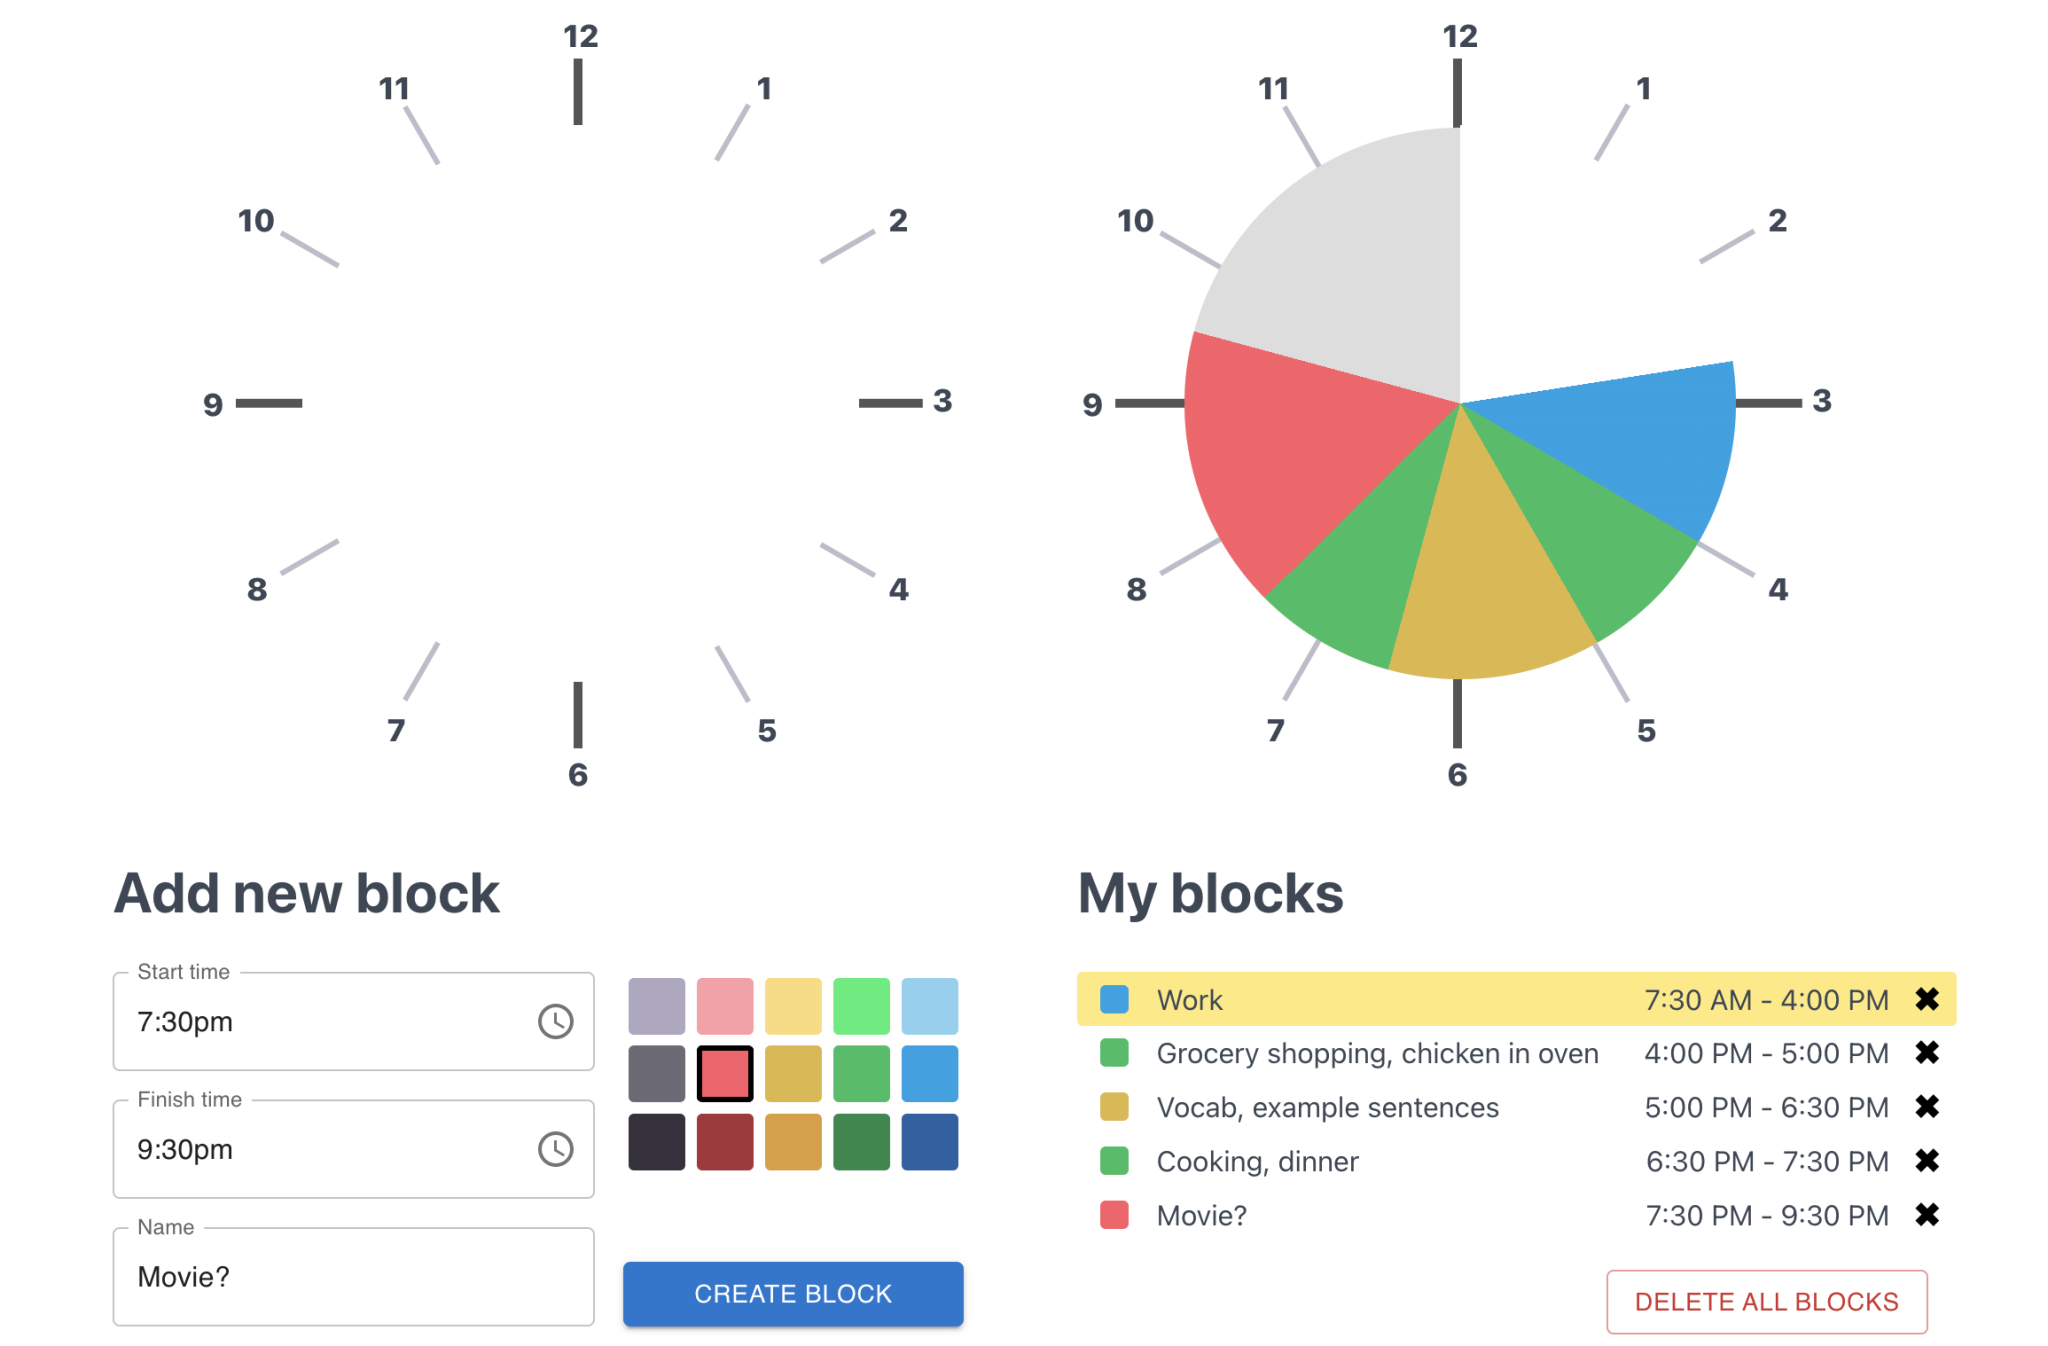 12
11
1
10
2
9
3
8
4
7
5
6
12
11
1
10
2
9
3
8
4
7
5
6
Add new block
Start time
7:30pm
Finish time
9:30pm
Name
Movie?
CREATE BLOCK
My blocks
Work 7:30 AM - 4:00 PM ✖
Grocery shopping, chicken in oven 4:00 PM - 5:00 PM ✖
Vocab, example sentences 5:00 PM - 6:30 PM ✖
Cooking, dinner 6:30 PM - 7:30 PM ✖
Movie? 7:30 PM - 9:30 PM ✖
DELETE ALL BLOCKS